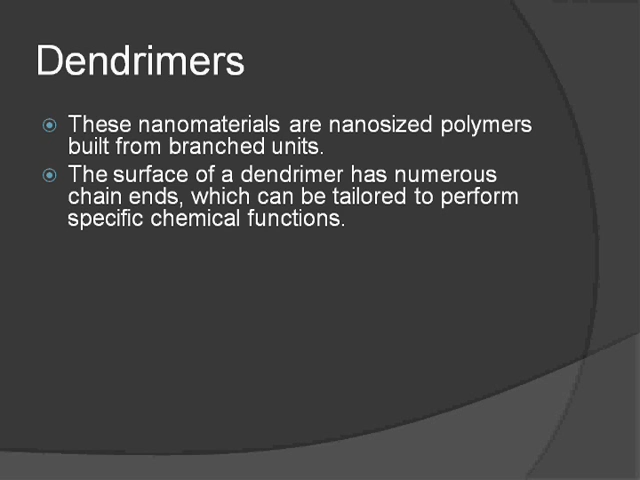 Dendrimers
These nanomaterials are nanosized polymers
built from branched units.
The surface of a dendrimer has numerous
chain ends, which can be tailored to perform
specific chemical functions.